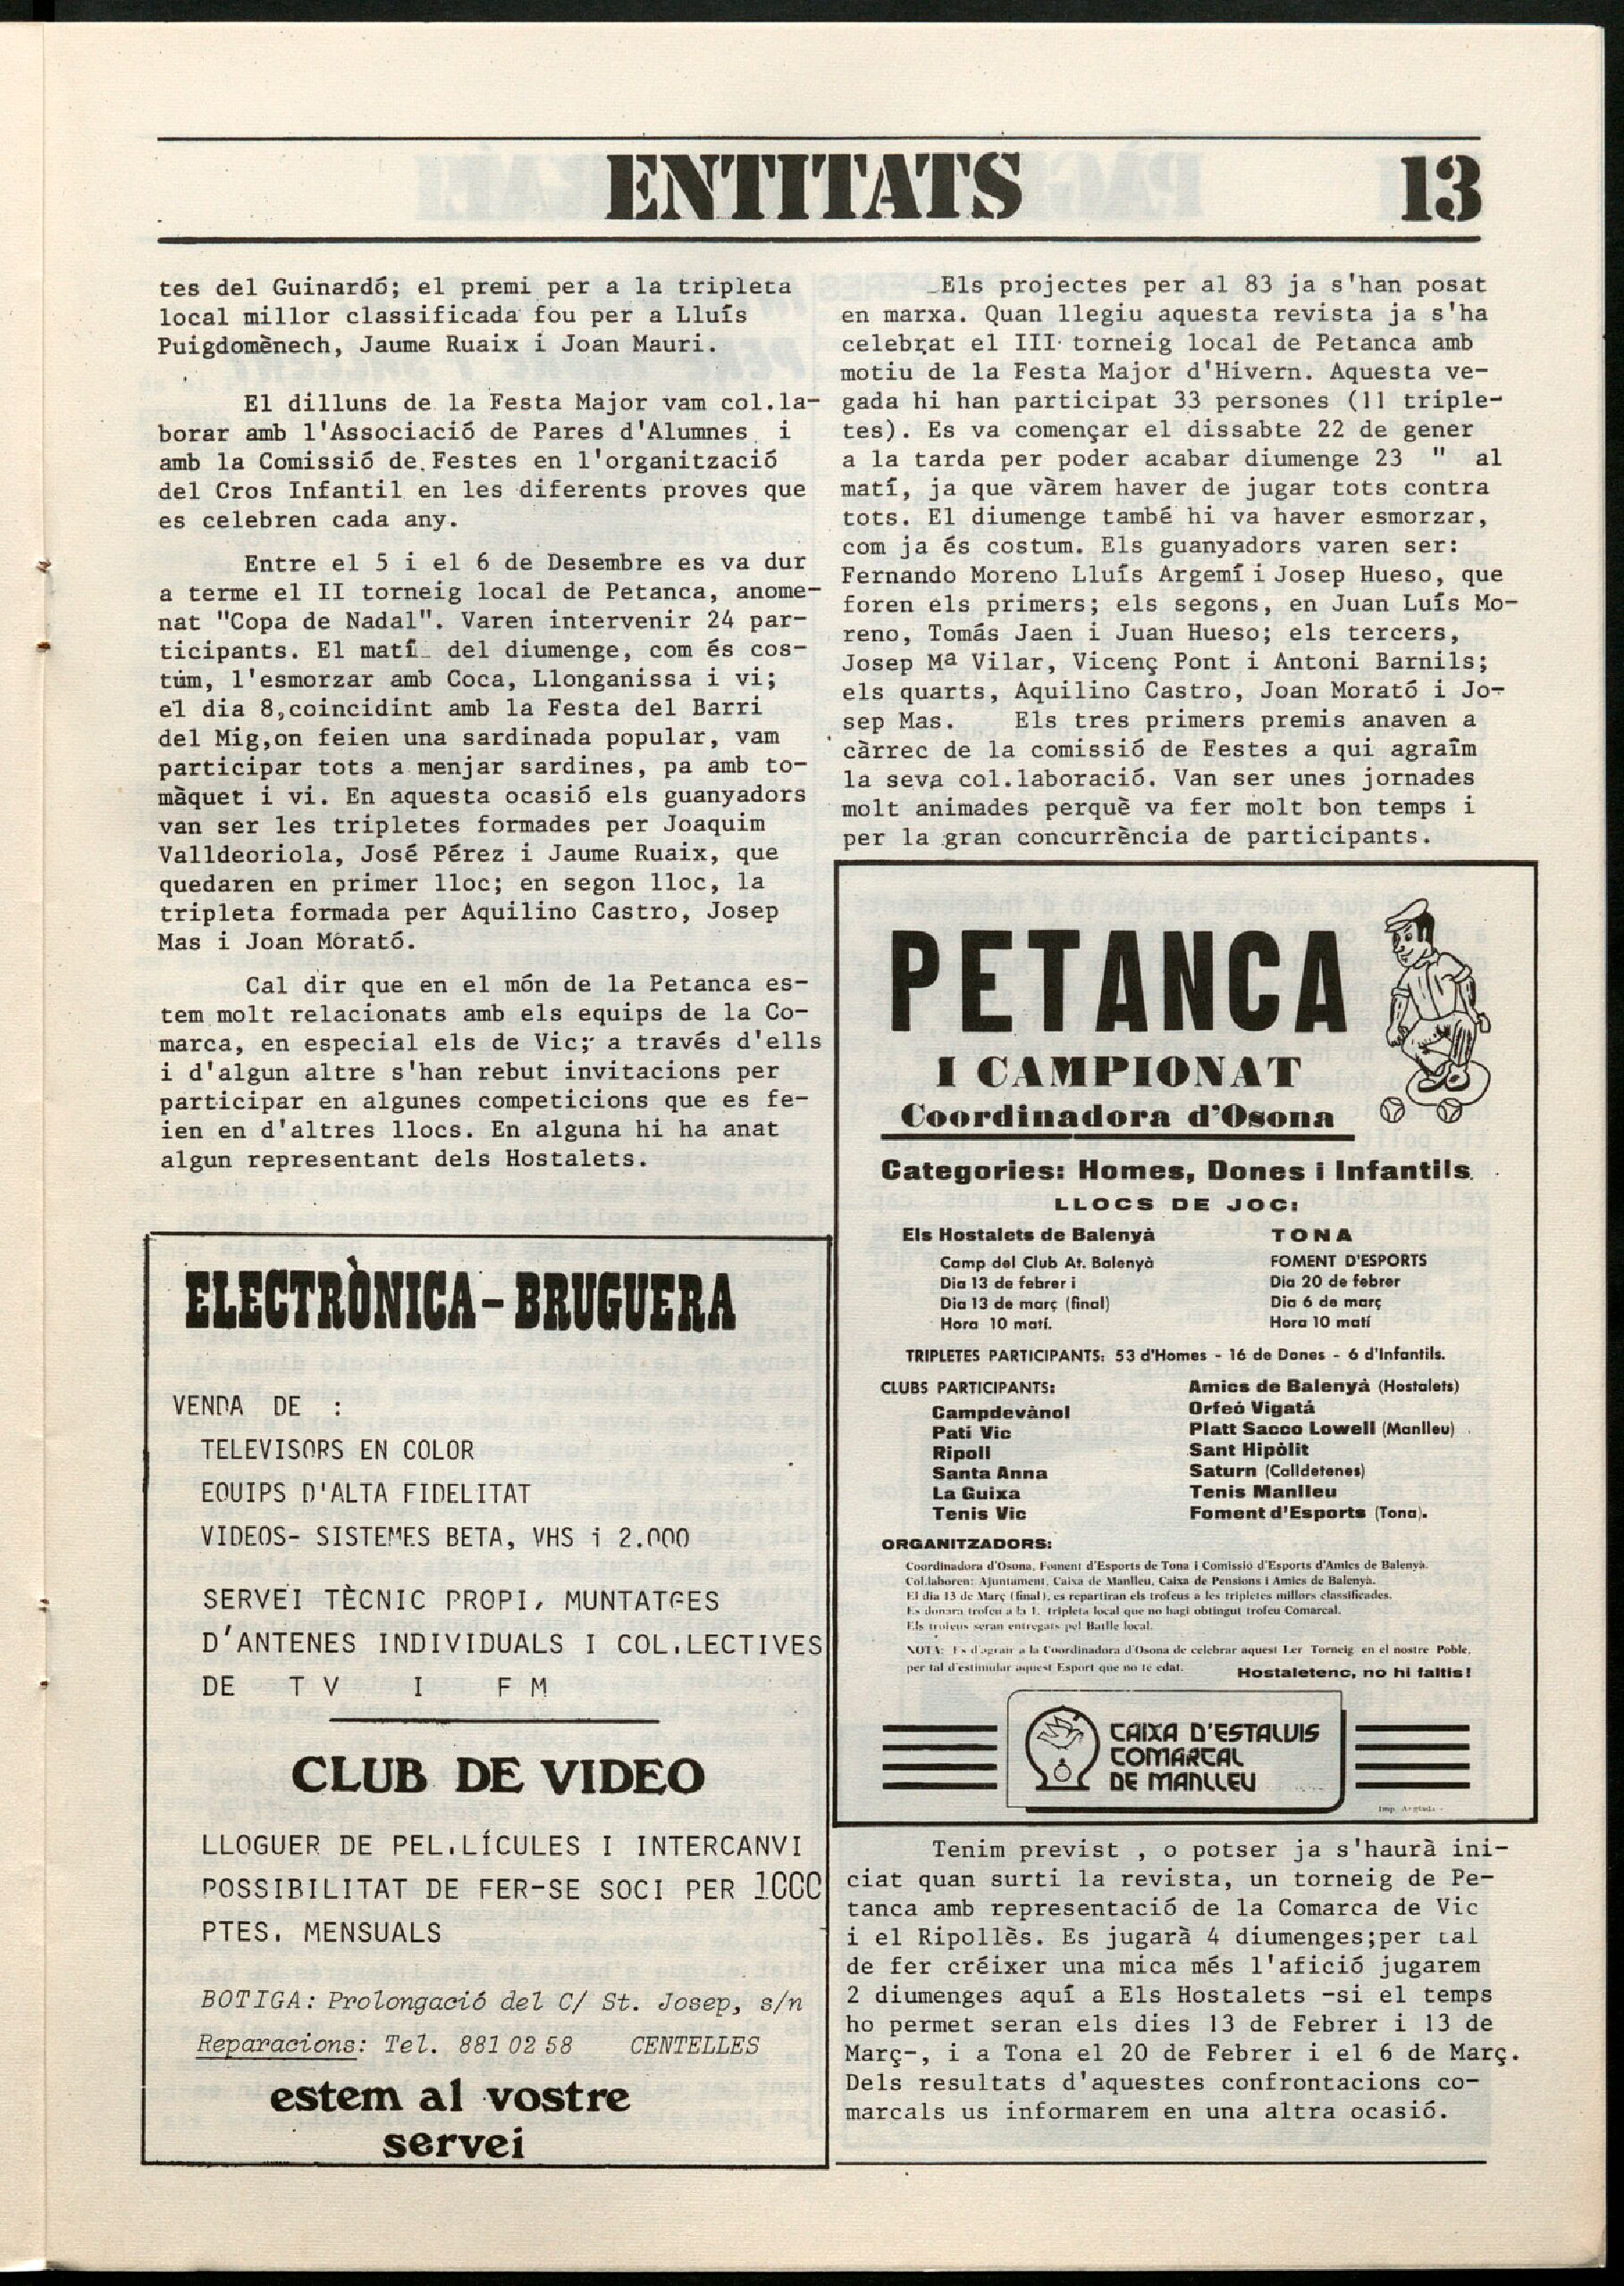 ENTITATS 13
tes del Guinardó; el premi per a la tripleta
local millor classificada fou per a Lluís
Puigdomènech, Jaume Ruaix i Joan Mauri.
El dilluns de la Festa Major vam col.la-
borar amb l'Associació de Pares d'Alumnes i
amb la Comissió de Festes en l'organització
del Cros Infantil en les diferents proves que
es celebren cada any.
Entre el 5 i el 6 de Desembre es va dur
a terme el II torneig local de Petanca, anome-
nat "Copa de Nadal". Varen intervenir 24 par-
ticipants. El matí del diumenge, com és cos-
tum, l'esmorzar amb Coca, Llonganissa i vi;
el dia 8,coincidint amb la Festa del Barri
del Mig,on feien una sardinada popular, vam
participar tots a menjar sardines, pa amb to-
màquet i vi. En aquesta ocasió els guanyadors
van ser les tripletes formades per Joaquim
Valldeoriola, José Pérez i Jaume Ruaix, que
quedaren en primer lloc; en segon lloc, la
tripleta formada per Aquilino Castro, Josep
Mas i Joan Morató.
Cal dir que en el món de la Petanca es-
tem molt relacionats amb els equips de la Co-
marca, en especial els de Vic; a través d'ells
i d'algun altre s'han rebut invitacions per
participar en algunes competicions que es fe-
ien en d'altres llocs. En alguna hi ha anat
algun representant dels Hostalets.
ELECTRÒNICA-BRUGUERA
VENDA DE :
TELEVISORS EN COLOR
EQUIPS D'ALTA FIDELITAT
VIDEOS- SISTEMES BETA, VHS i 2.000
SERVEI TÈCNIC PROPI, MUNTATGES
D'ANTENES INDIVIDUALS I COL.LECTIVES
DE TV I FM
CLUB DE VIDEO
LLOGUER DE PEL.LÍCULES I INTERCANVI
POSSIBILITAT DE FER-SE SOCI PER 1000
PTES. MENSUALS
BOTIGA: Prolongació del C/ St. Josep, s/n
Reparacions: Tel. 881 02 58 CENTELLES
estem al vostre
servei
Els projectes per al 83 ja s'han posat
en marxa. Quan llegiu aquesta revista ja s'ha
celebrat el III torneig local de Petanca amb
motiu de la Festa Major d'Hivern. Aquesta ve-
gada hi han participat 33 persones (11 triple-
tes). Es va començar el dissabte 22 de gener
a la tarda per poder acabar diumenge 23 " al
matí, ja que vàrem haver de jugar tots contra
tots. El diumenge també hi va haver esmorzar,
com ja és costum. Els guanyadors varen ser:
Fernando Moreno Lluís Argemí i Josep Hueso, que
foren els primers; els segons, en Juan Luís Mo-
reno, Tomás Jaen i Juan Hueso; els tercers,
Josep Mª Vilar, Vicenç Pont i Antoni Barnils;
els quarts, Aquilino Castro, Joan Morató i Jo-
sep Mas. Els tres primers premis anaven a
càrrec de la comissió de Festes a qui agraîm
la seva col.laboració. Van ser unes jornades
molt animades perquè va fer molt bon temps i
per la gran concurrència de participants.
PETANCA
I CAMPIONAT
Coordinadora d'Osona
Categories: Homes, Dones i Infantils
LLOCS DE JOC:
Els Hostalets de Balenyà
Camp del Club At. Balenyà
Dia 13 de febrer i
Dia 13 de març (final)
Hora 10 matí.
TONA
FOMENT D'ESPORTS
Dia 20 de febrer
Dia 6 de març
Hora 10 matí
TRIPLETES PARTICIPANTS: 53 d'Homes - 16 de Dones - 6 d'Infantils.
CLUBS PARTICIPANTS:
Campdevànol
Pati Vic
Ripoll
Santa Anna
La Guixa
Tenis Vic
Amics de Balenyà (Hostalets)
Orfeó Vigatà
Platt Sacco Lowell (Manlleu)
Sant Hipòlit
Saturn (Calldetenes)
Tenis Manlleu
Foment d'Esports (Tona).
ORGANITZADORS:
Coordinadora d'Osona, Foment d'Esports de Tona i Comissió d'Esports d'Amics de Balenyà.
Col.laboren: Ajuntament, Caixa de Manlleu, Caixa de Pensions i Amics de Balenyà.
El dia 13 de Març (final), es repartiran els trofeus a les tripletes millors classificades.
Es donarà trofeu a la 1. tripleta local que no hagi obtingut trofeu Comarcal.
Els trofeus seran entregats pel Batlle local.
NOTA: Es d'agrair a la Coordinadora d'Osona de celebrar aquest 1.er Torneig en el nostre Poble,
per tal d'estimular aquest Esport que no té edat.
Hostaletenc, no hi faltis!
CAIXA D'ESTALVIS
COMARCAL
DE MANLLEU
Imp. Anglada -
Tenim previst , o potser ja s'haurà ini-
ciat quan surti la revista, un torneig de Pe-
tanca amb representació de la Comarca de Vic
i el Ripollès. Es jugarà 4 diumenges;per tal
de fer créixer una mica més l'afició jugarem
2 diumenges aquí a Els Hostalets -si el temps
ho permet seran els dies 13 de Febrer i 13 de
Març-, i a Tona el 20 de Febrer i el 6 de Març.
Dels resultats d'aquestes confrontacions co-
marcals us informarem en una altra ocasió.